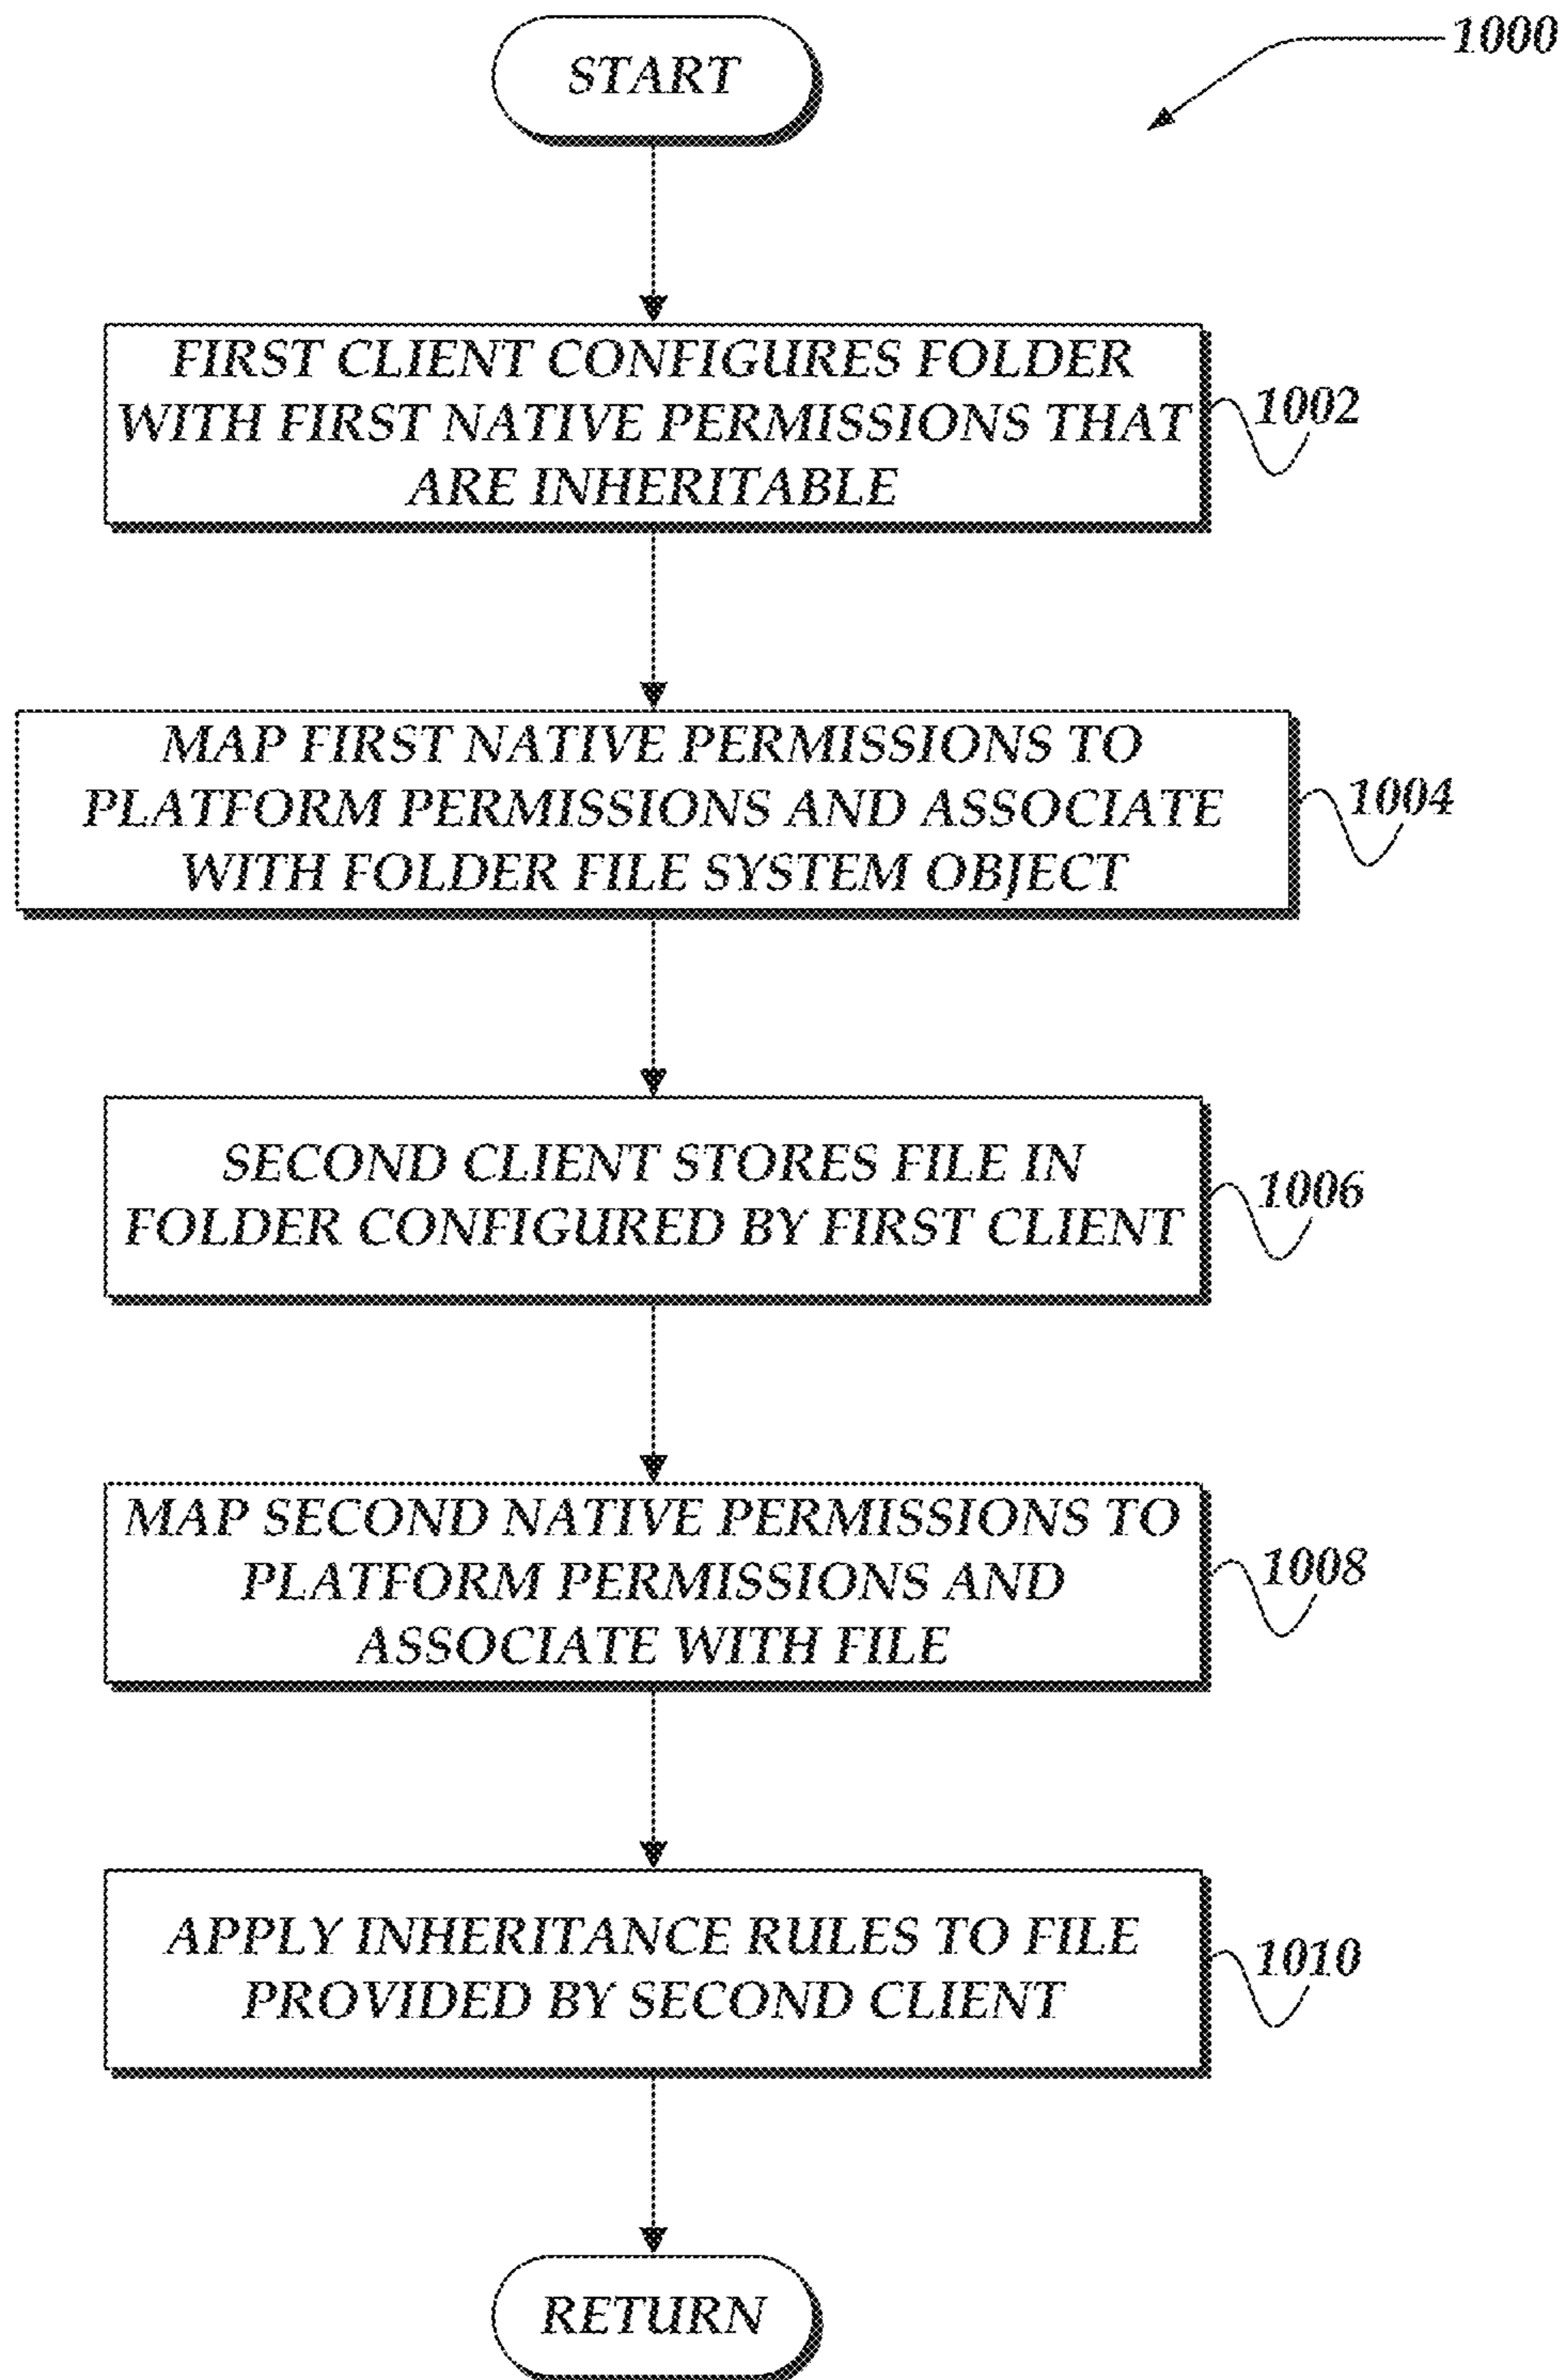 START
1000
FIRST CLIENT CONFIGURES FOLDER
WITH FIRST NATIVE PERMISSIONS THAT
ARE INHERITABLE
1002
MAP FIRST NATIVE PERMISSIONS TO
PLATFORM PERMISSIONS AND ASSOCIATE
WITH FOLDER FILE SYSTEM OBJECT
1004
SECOND CLIENT STORES FILE IN
FOLDER CONFIGURED BY FIRST CLIENT
1006
MAP SECOND NATIVE PERMISSIONS TO
PLATFORM PERMISSIONS AND
ASSOCIATE WITH FILE
1008
APPLY INHERITANCE RULES TO FILE
PROVIDED BY SECOND CLIENT
1010
RETURN